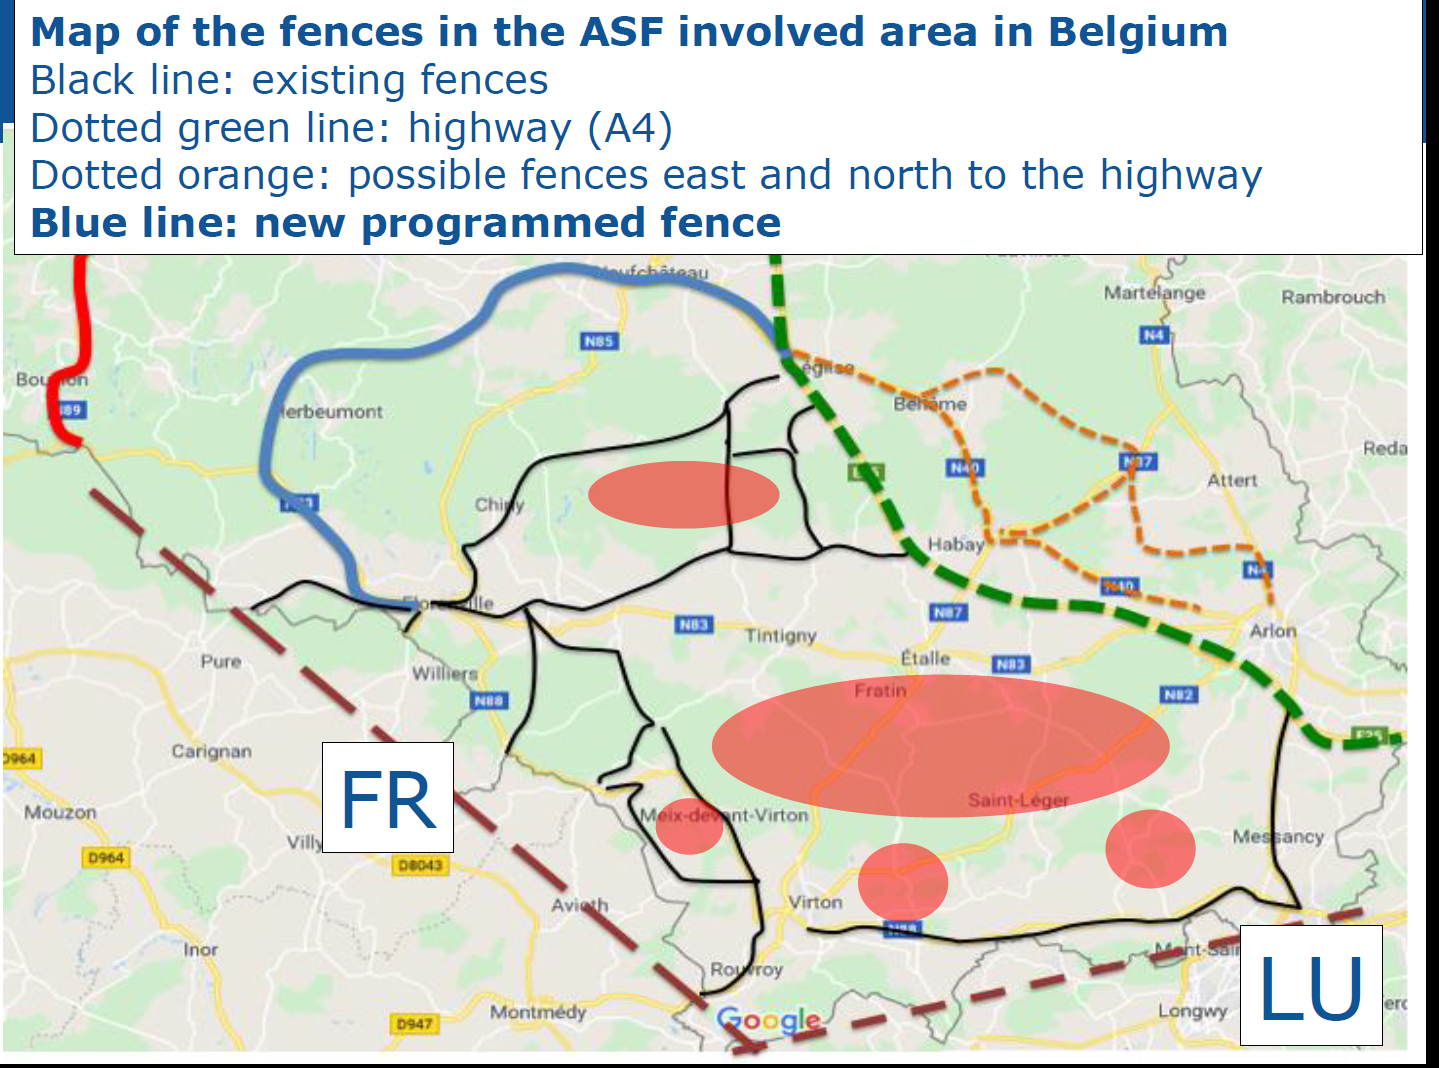 Map of the fences in the ASF involved area in Belgium
Black line: existing fences
Dotted green line: highway (A4)
Dotted orange: possible fences east and north to the highway
Blue line: new programmed fence
Martelange
Rambrouch
N4
N85
N89
Herbeumont
Attert
Chiny
N40
N87
Habay
N40
N4
Florenville
N83
Tintigny
N87
Arlon
Pure
Williers
Étalle
N83
N88
Fratin
N82
Carignan
D964
E25
FR
Mouzon
Saint-Léger
Meix-devant-Virton
Messancy
Villy
D964
D8043
Virton
Avioth
N88
Inor
Rouvroy
LU
Montmédy
Google
Longwy
D947